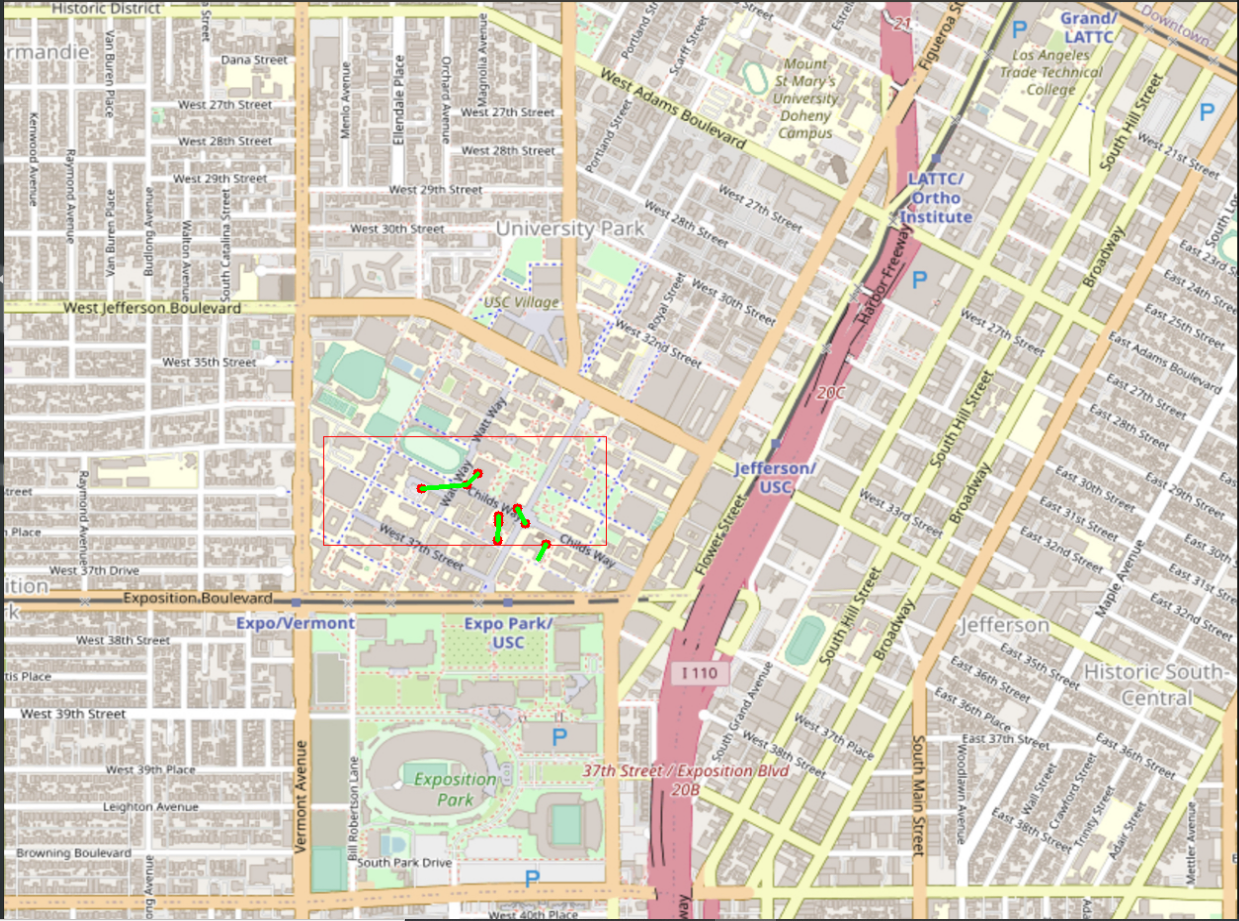 Historic District
rmandie
Van Buren Place
Dana Street
Menlo Avenue
Ellendale Place
Orchard Avenue
Magnolia Avenue
Portland St
Scarff Street
Estrel
21
Figueroa St
Grand/
LATTC
Downtown
P
Mount
St Mary's
University,
Doheny
Campus
Los Angeles
Trade Technical
College
West 27th Street
West 27th Street
West Adams Boulevard
Kenwood Avenue
Raymond Avenue
West 28th Street
West 28th Street
Portland Street
South Hill Street
P
West 21st Street
West 29th Street
West 29th Street
Van Buren Place
Budlong Avenue
Walton Avenue
South Catalina Street
LATTC/
Ortho
Institute
West 27th Street
West 28th Street
West 30th Street
University Park
Harbor Freeway
P
Broadway
East 23rd S
South Lo
East 24th Street
USC Village
Royal Street
West 30th Street
West Jefferson Boulevard
West 27th Street
East 25th Street
West 32nd Street
East Adams Boulevard
West 35th Street
East 27th Street
20C
East 28th Street
South Hill Street
Watt Way
Jefferson/
USC
Watt Way
Childs Way
Broadway
East 30th Street
East 29th Street
Raymond Avenue
treet
n Place
West 33rd Street
East 31st Street
East 30th
East 32nd Street
West 37th Street
Childs Way
Flower Street
West 37th Drive
ition
rk
Exposition Boulevard
South Hill Street
Maple Avenue
East 31st
East 32nd Street
Expo/Vermont
Expo Park/
USC
Broadway
Jefferson
West 38th Street
East 35th Street
Historic South-
Central
I 110
tis Place
South Grand Avenue
East 36th Street
East 36th Place
West 39th Street
West 37th Place
East 37th Street
East 36th Street
P
West 38th Street
West 39th Place
Exposition
Park
37th Street / Exposition Blvd
20B
Vermont Avenue
Bill Robertson Lane
South Main Street
Woodlawn Avenue
Wall Street
Crawford Street
Trinity Street
Adair Street
Mettler Avenue
Leighton Avenue
East 38th Street
Browning Boulevard
South Park Drive
ong Avenue
P
West 40th Place
way
Ada